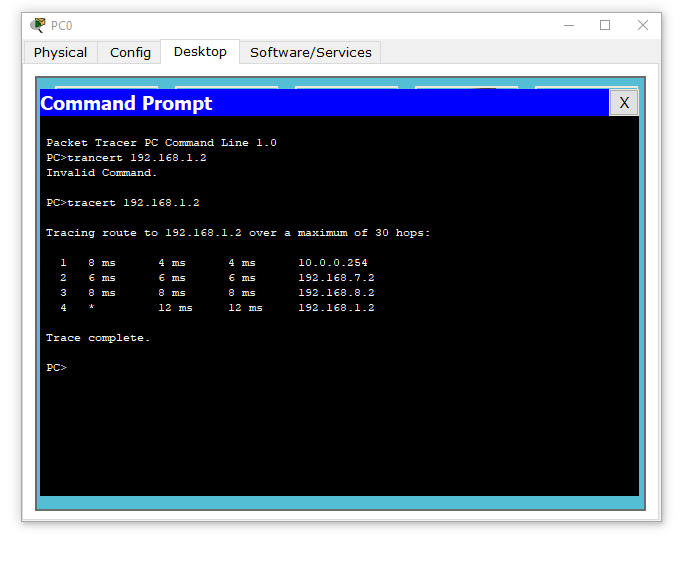 PC0
Physical Config Desktop Software/Services
Command Prompt X
Packet Tracer PC Command Line 1.0
PC>trancert 192.168.1.2
Invalid Command.
PC>tracert 192.168.1.2
Tracing route to 192.168.1.2 over a maximum of 30 hops:
1 8 ms 4 ms 4 ms 10.0.0.254
2 6 ms 6 ms 6 ms 192.168.7.2
3 8 ms 8 ms 8 ms 192.168.8.2
4 * 12 ms 12 ms 192.168.1.2
Trace complete.
PC>